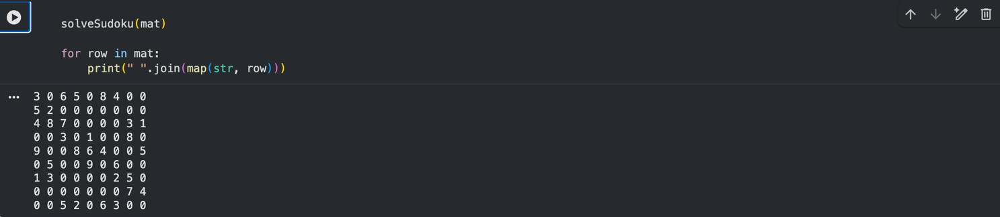 solveSudoku(mat)
for row in mat:
print(" ".join(map(str, row)))
3 0 6 5 0 8 4 0 0
5 2 0 0 0 0 0 0 0
4 8 7 0 0 0 0 3 1
0 0 3 0 1 0 0 8 0
9 0 0 8 6 4 0 0 5
0 5 0 0 9 0 6 0 0
1 3 0 0 0 0 2 5 0
0 0 0 0 0 0 0 7 4
0 0 5 2 0 6 3 0 0